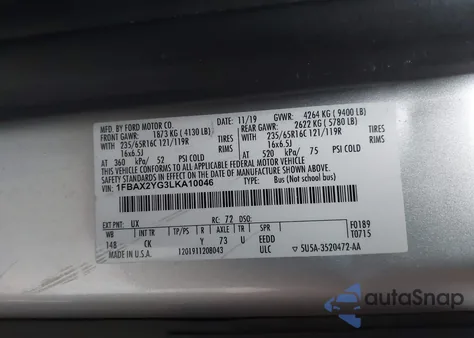 MFD. BY FORD MOTOR CO. 11/19 GVWR: 4264 KG ( 9400 LB)
FRONT GAWR: 1873 KG ( 4130 LB) REAR GAWR: 2622 KG ( 5780 LB)
235/65R16C 121/119R TIRES 235/65R16C 121/119R TIRES
16x6.5J RIMS 16x6.5J RIMS
AT 360 kPa/ 52 PSI COLD AT 520 kPa/ 75 PSI COLD
THIS VEHICLE CONFORMS TO ALL APPLICABLE FEDERAL MOTOR VEHICLE SAFETY STANDARDS IN EFFECT ON THE DATE OF MANUFACTURE SHOWN ABOVE.
VIN: 1FBAX2YG3LKA10046
TYPE: Bus (Not school bus)
EXT PNT: UX RC: 72 DSO:
WB INT TR TP/PS R AXLE TR SPR F0189
148 CK Y 73 U EEDD T0715
MADE IN U.S.A. 1201911208043 ULC 5U5A-3520472-AA
autoSnap